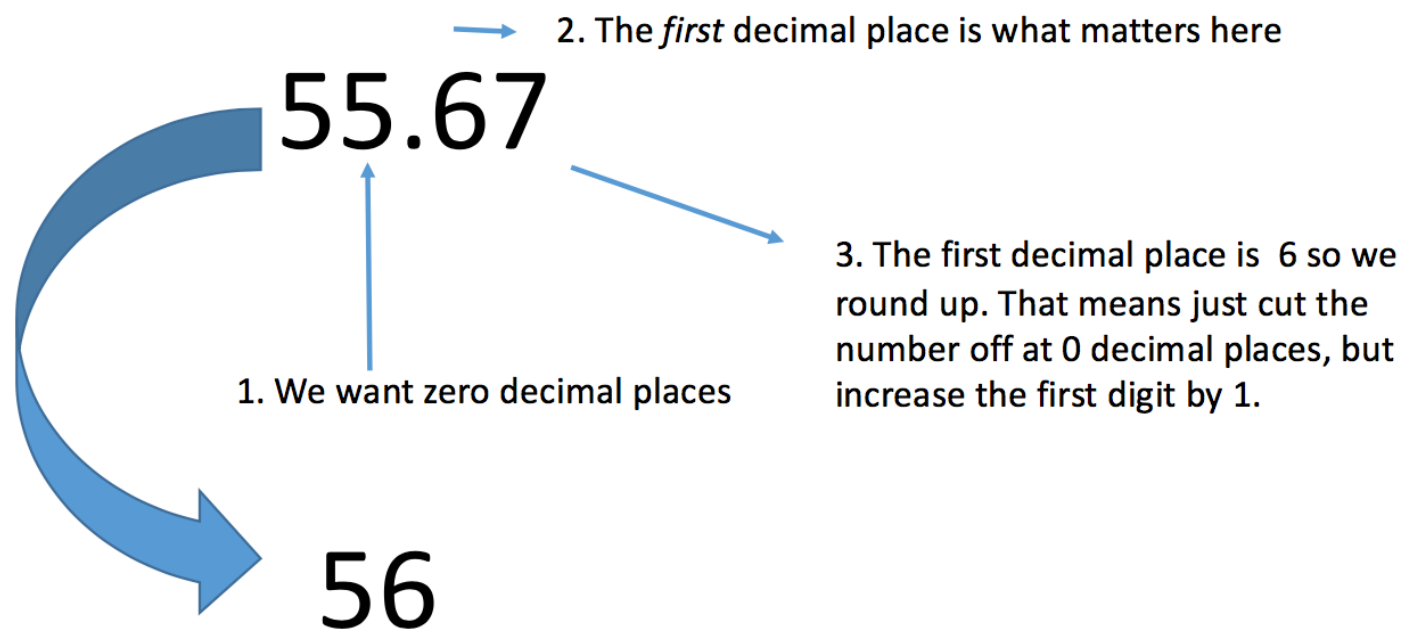 2. The first decimal place is what matters here
55.67
3. The first decimal place is  6 so we
round up. That means just cut the
number off at 0 decimal places, but
increase the first digit by 1.
1. We want zero decimal places
56